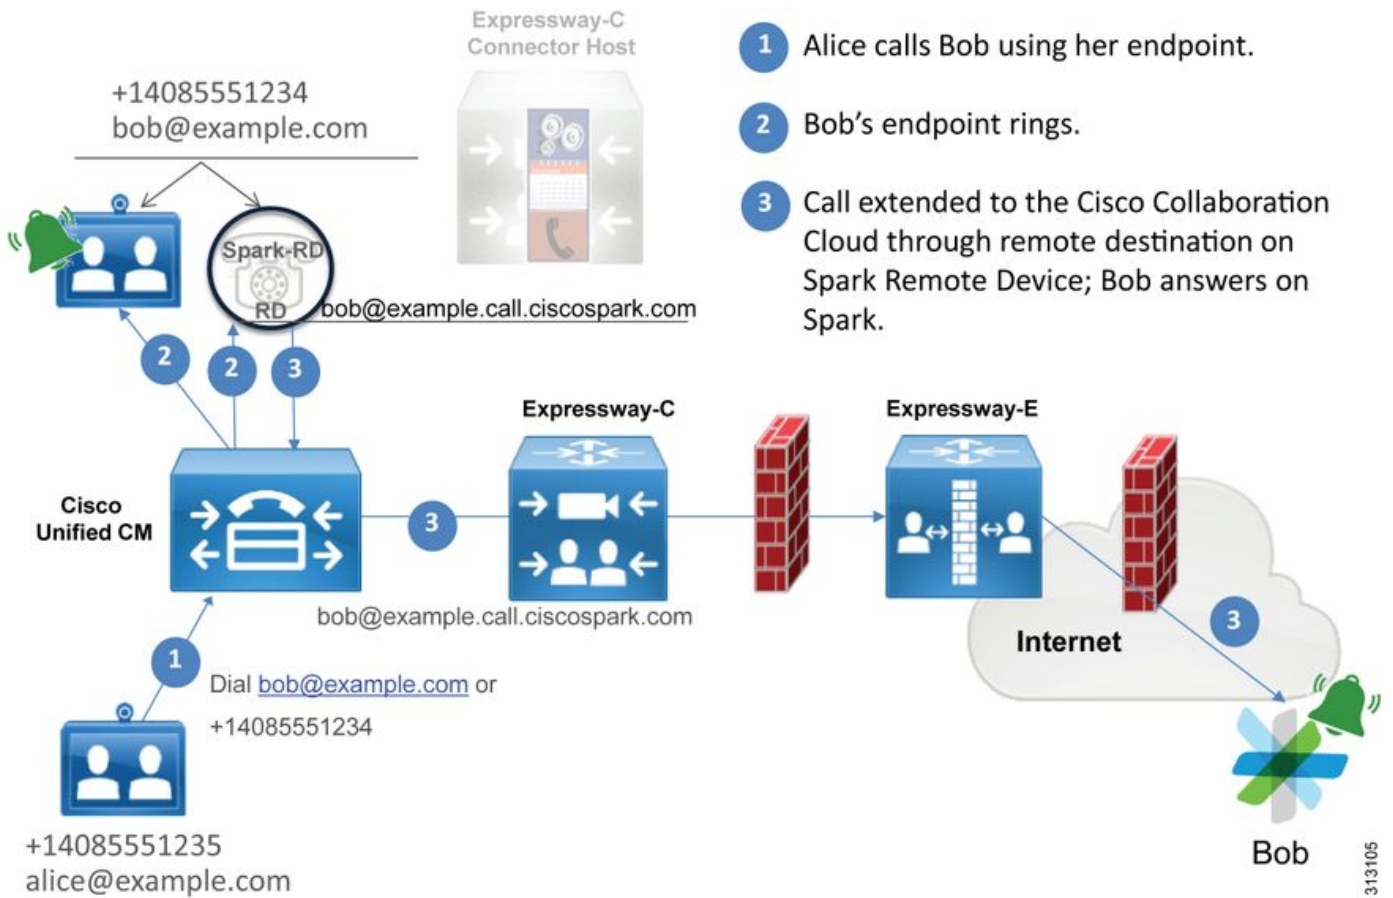 Expressway-C
Connector Host
1 Alice calls Bob using her endpoint.
+14085551234
bob@example.com
2 Bob’s endpoint rings.
3 Call extended to the Cisco Collaboration
Cloud through remote destination on
Spark Remote Device; Bob answers on
Spark.
Spark-RD
RD
bob@example.call.ciscospark.com
2
2
3
Expressway-C
Expressway-E
Cisco
Unified CM
3
bob@example.call.ciscospark.com
3
Internet
1
Dial bob@example.com or
+14085551234
+14085551235
alice@example.com
Bob
313105